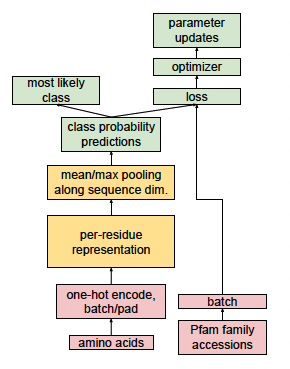 parameter
updates
optimizer
most likely
class
loss
class probability
predictions
mean/max pooling
along sequence dim.
per-residue
representation
one-hot encode,
batch/pad
batch
amino acids
Pfam family
accessions